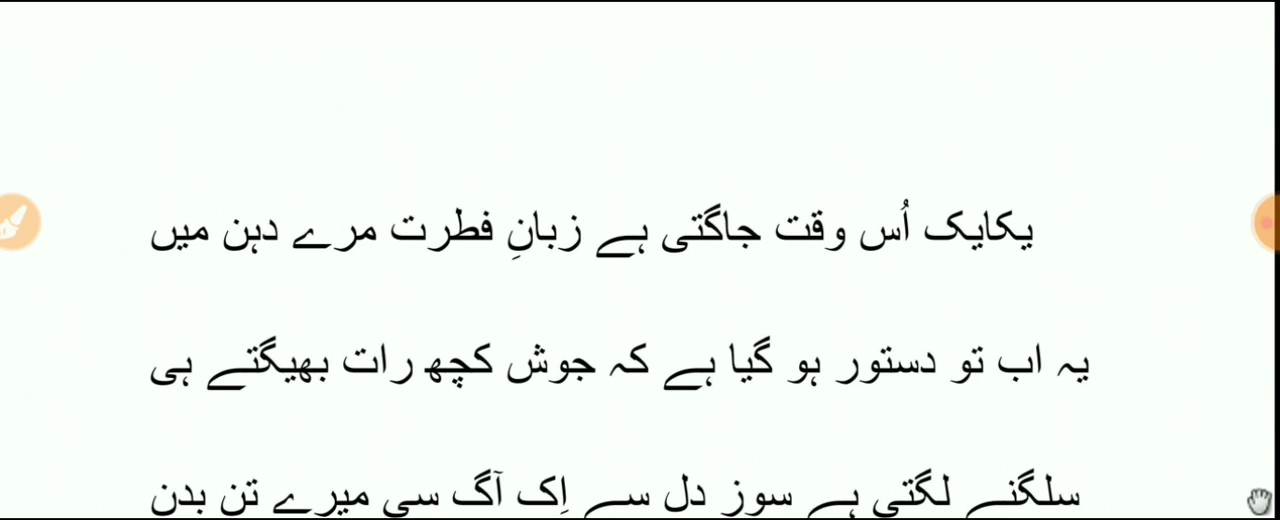 یکایک اُس وقت جاگتی ہے زبانِ فطرت مرے دہن میں
یہ اب تو دستور ہو گیا ہے کہ جوش کچھ رات بھیگتے ہی
سلگنے لگتی ہے سوز دل سے اِک آگ سی میرے تن بدن